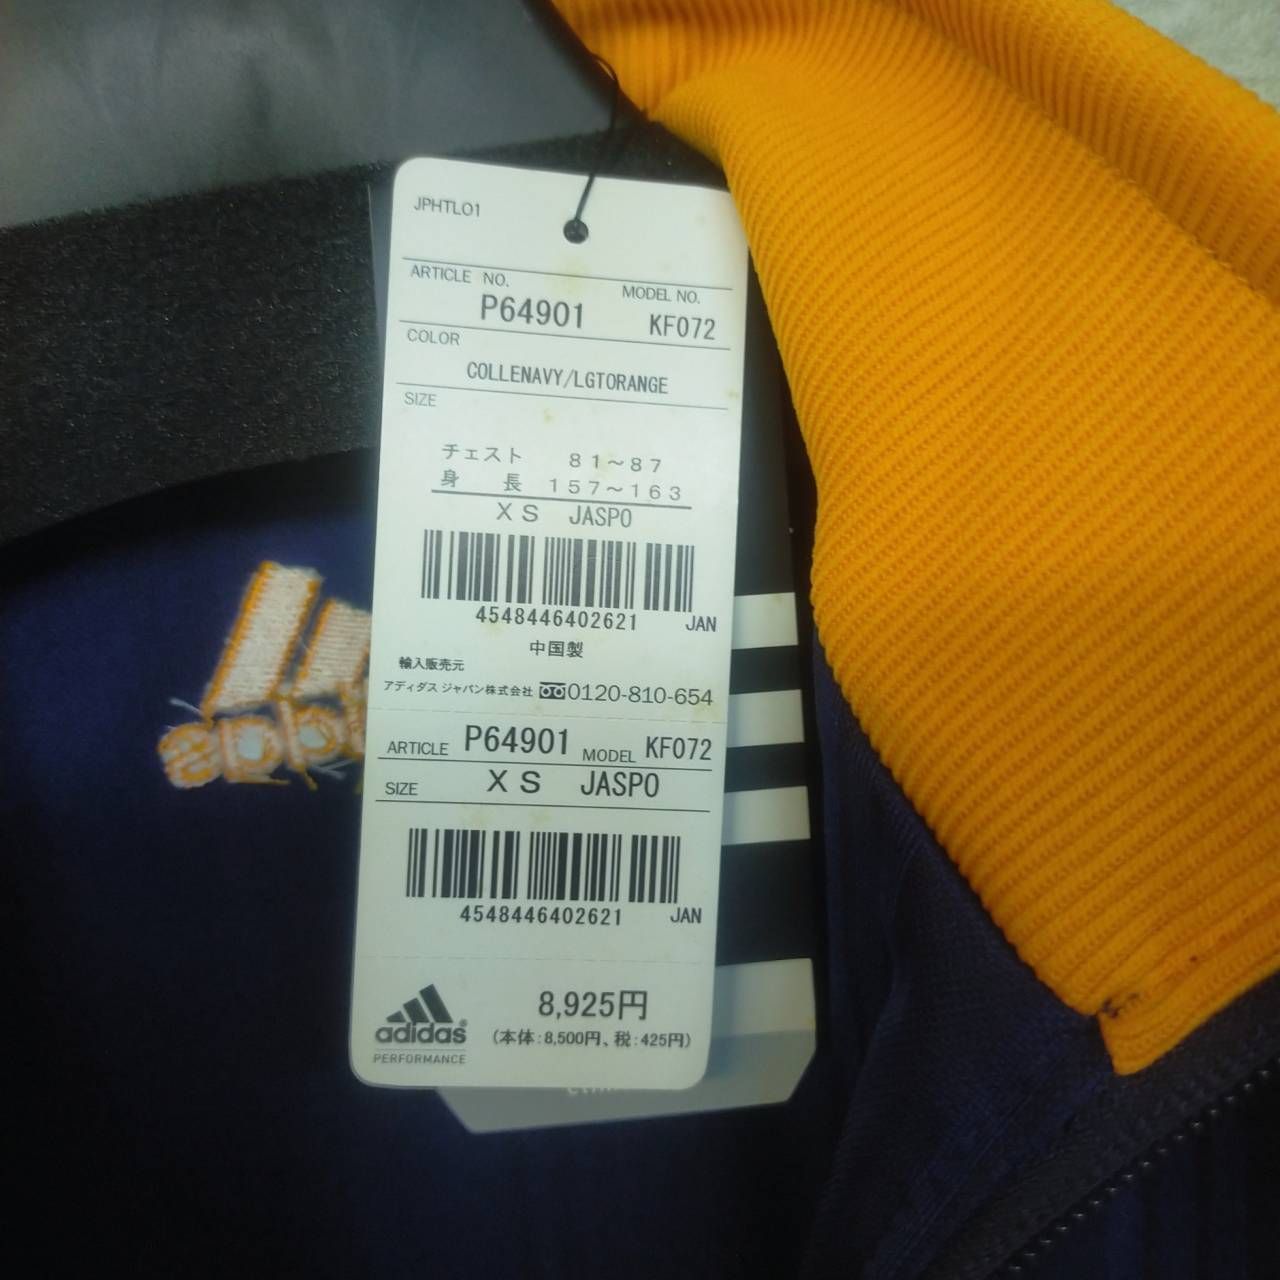 JPHTL01
ARTICLE NO. MODEL NO.
P64901 KF072
COLOR
COLLENAVY/LGTORANGE
SIZE
チェスト 81～87
身長 157～163
XS JASPO
4548446402621 JAN
中国製
輸入販売元
アディダス ジャパン株式会社 0120-810-654
ARTICLE P64901 MODEL KF072
SIZE XS JASPO
4548446402621 JAN
adidas®
PERFORMANCE
8,925円
(本体:8,500円、税:425円)